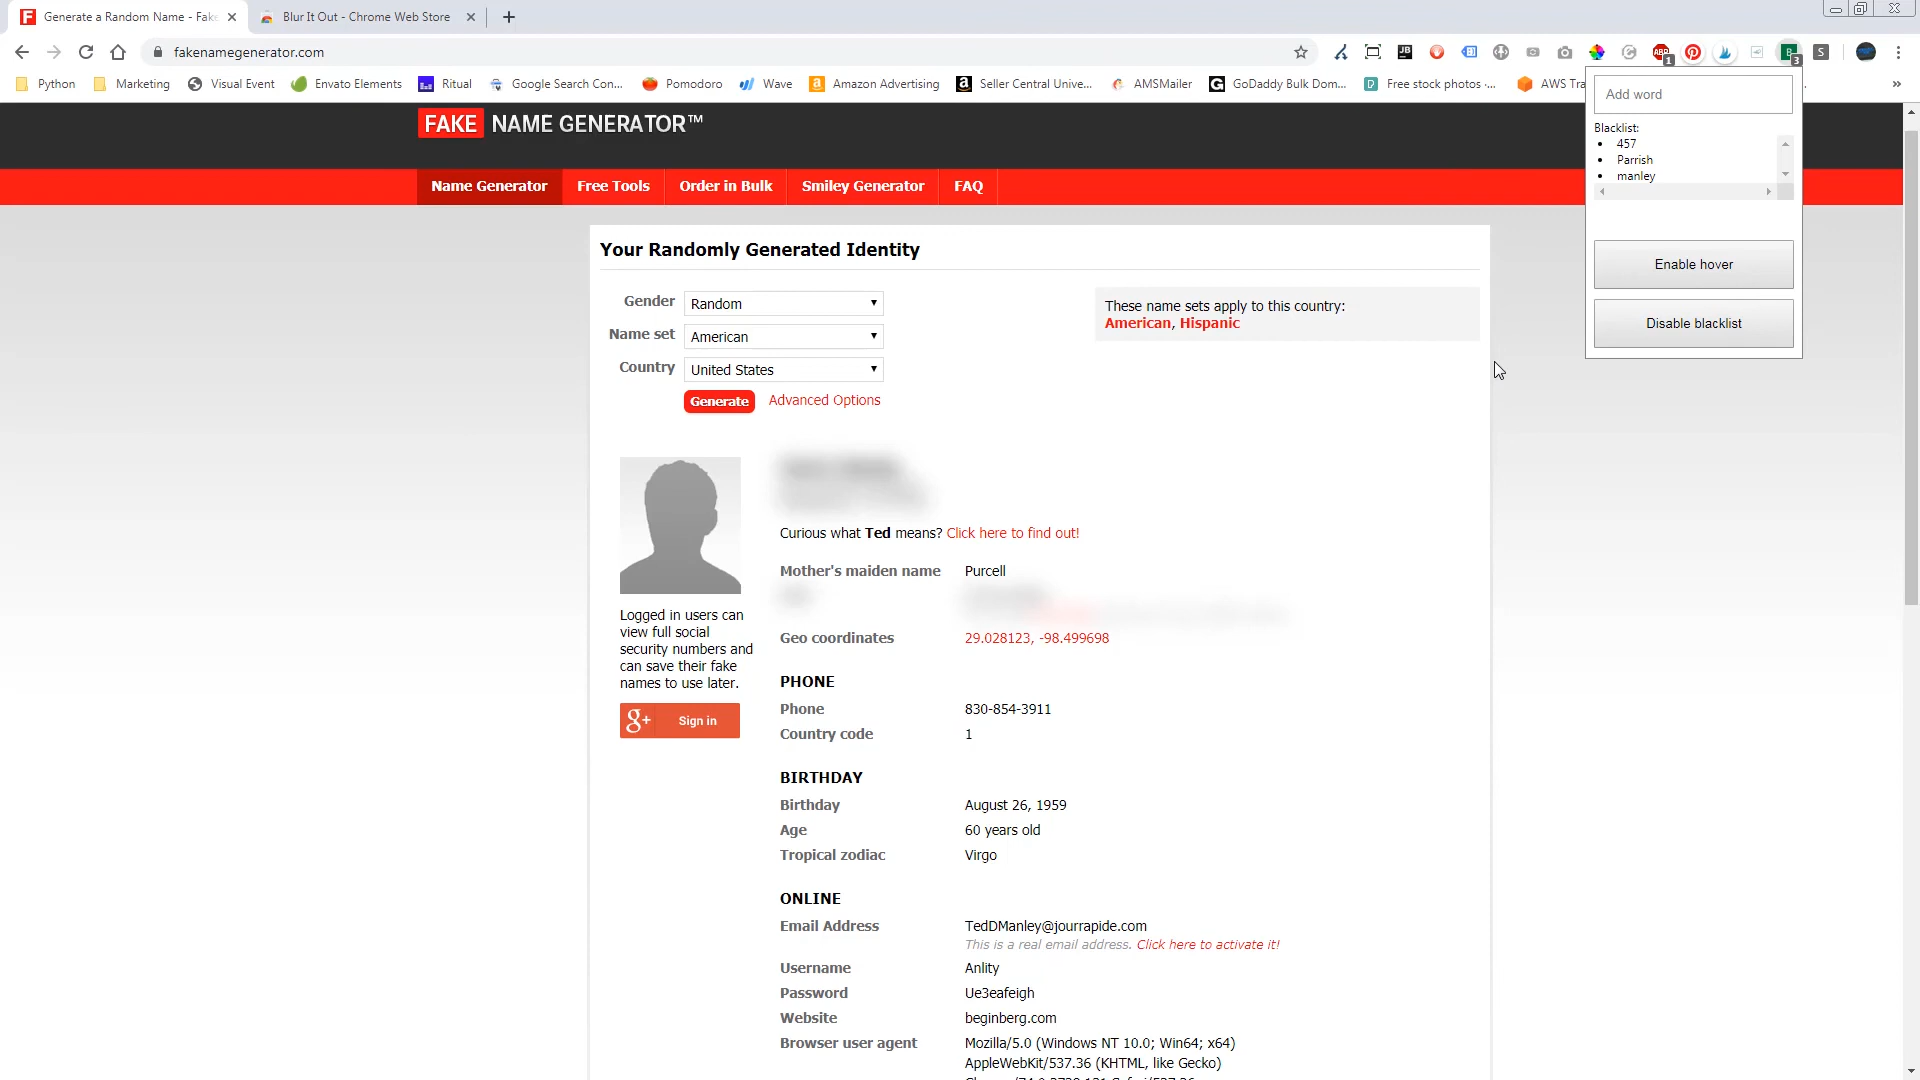 Generate a Random Name - Fake
Blur It Out - Chrome Web Store
fakenamegenerator.com
Python
Marketing
Visual Event
Envato Elements
Ritual
Google Search Con...
Pomodoro
Wave
Amazon Advertising
Seller Central Unive...
AMSMailer
GoDaddy Bulk Dom...
Free stock photos -...
AWS Tra
FAKE NAME GENERATOR™
Name Generator
Free Tools
Order in Bulk
Smiley Generator
FAQ
Add word
Blacklist:
457
Parrish
manley
Enable hover
Disable blacklist
Your Randomly Generated Identity
Gender Random
Name set American
Country United States
Generate Advanced Options
These name sets apply to this country:
American, Hispanic
Logged in users can
view full social
security numbers and
can save their fake
names to use later.
g+ Sign in
Curious what Ted means? Click here to find out!
Mother's maiden name Purcell
Geo coordinates 29.028123, -98.499698
PHONE
Phone 830-854-3911
Country code 1
BIRTHDAY
Birthday August 26, 1959
Age 60 years old
Tropical zodiac Virgo
ONLINE
Email Address TedDManley@jourrapide.com
This is a real email address. Click here to activate it!
Username Anlity
Password Ue3eafeigh
Website beginberg.com
Browser user agent Mozilla/5.0 (Windows NT 10.0; Win64; x64)
AppleWebKit/537.36 (KHTML, like Gecko)